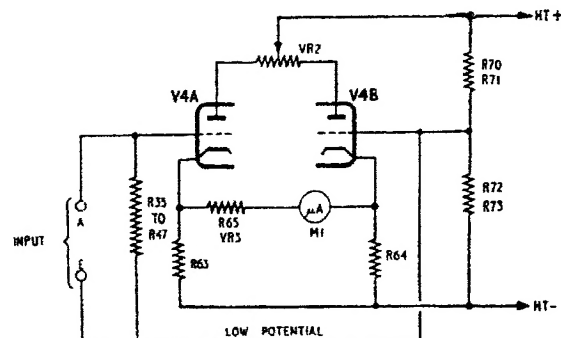 HT+
VR2
R70
R71
V4A
V4B
R35
TO
R47
R72
R73
INPUT
A
E
R65
VR3
μA
M1
R63
R64
HT-
LOW POTENTIAL